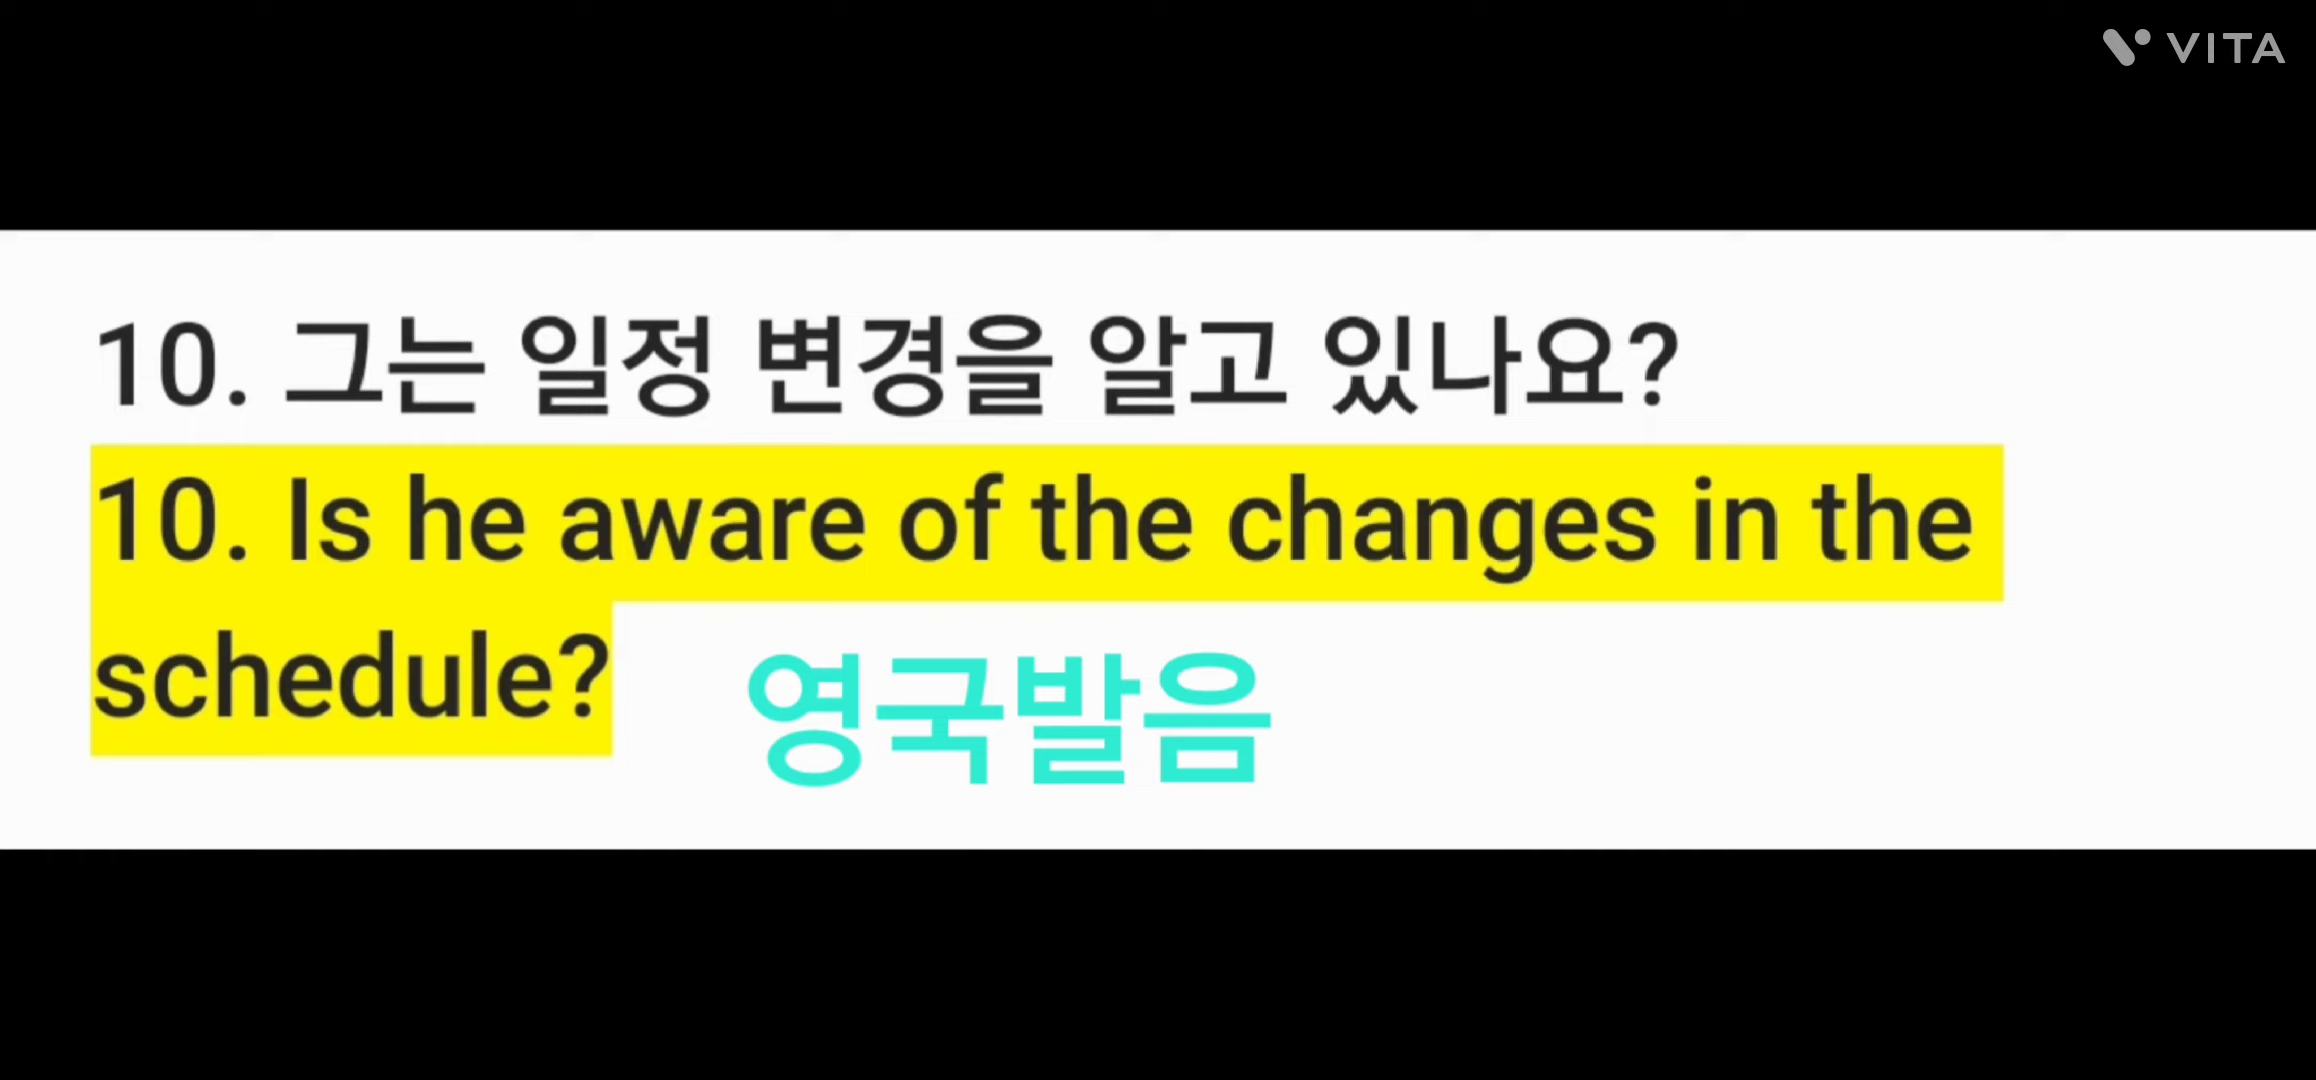 VITA
10. 그는 일정 변경을 알고 있나요?
10. Is he aware of the changes in the
schedule?
영국발음